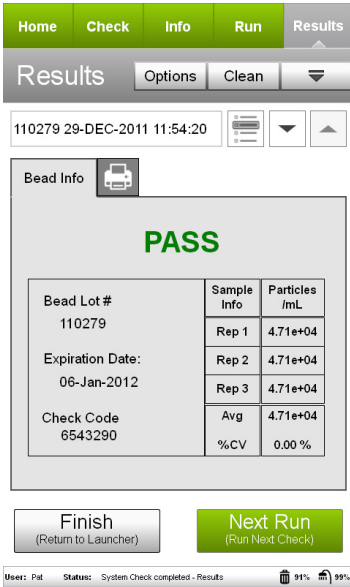 Home Check Info Run Results
Results Options Clean
110279 29-DEC-2011 11:54:20
Bead Info
PASS
Bead Lot #
110279
Expiration Date:
06-Jan-2012
Check Code
6543290
Sample Info Particles /mL
Rep 1 4.71e+04
Rep 2 4.71e+04
Rep 3 4.71e+04
Avg 4.71e+04
%CV 0.00 %
Finish
(Return to Launcher)
Next Run
(Run Next Check)
User: Pat Status: System Check completed - Results 91% 99%